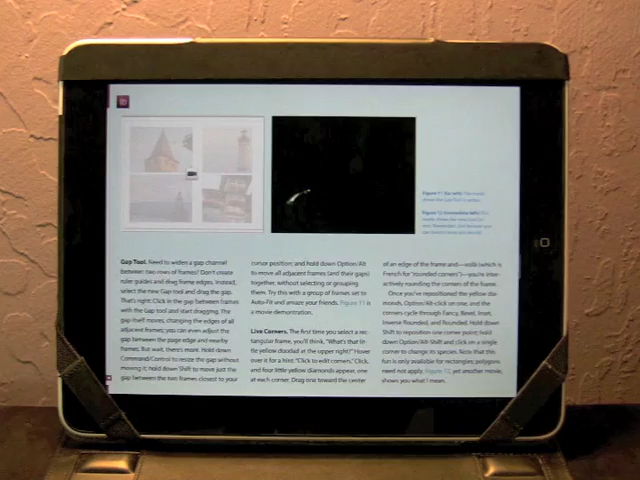 Figure 11 (far left)
Figure 12 (immediate left)
Gap Tool. Need to widen a gap channel
between two rows of frames? Don't create
ruler guides and drag frame edges. Instead,
select the new Gap tool and drag the gap.
That's right: Click in the gap between frames
with the Gap tool and start dragging. The
gap itself moves, changing the edges of all
adjacent frames; you can even adjust the
gap between the page edge and nearby
frames. But wait, there's more. Hold down
Command/Control to resize the gap without
moving it; hold down Shift to move just the
gap between the two frames closest to your
cursor position; and hold down Option/Alt
to move all adjacent frames (and their gaps)
together, without selecting or grouping
them. Try this with a group of frames set to
Auto-Fit and amaze your friends. Figure 11 is
a movie demontration.
Live Corners. The first time you select a rec-
tangular frame, you'll think, "What's that lit-
tle yellow doodad at the upper right?" Hover
over it for a hint: "Click to edit corners." Click,
and four little yellow diamonds appear, one
at each corner. Drag one toward the center
of an edge of the frame and—voilà (which is
French for "rounded corners")—you're inter-
actively rounding the corners of the frame.
Once you've repositioned the yellow dia-
monds, Option/Alt-click on one, and the
corners cycle through Fancy, Bevel, Inset,
Inverse Rounded, and Rounded. Hold down
Shift to reposition one corner point; hold
down Option/Alt-Shift and click on a single
corner to change its species. Note that this
fun is only available for rectangles; polygons
need not apply. Figure 12, yet another movie,
shows you what I mean.